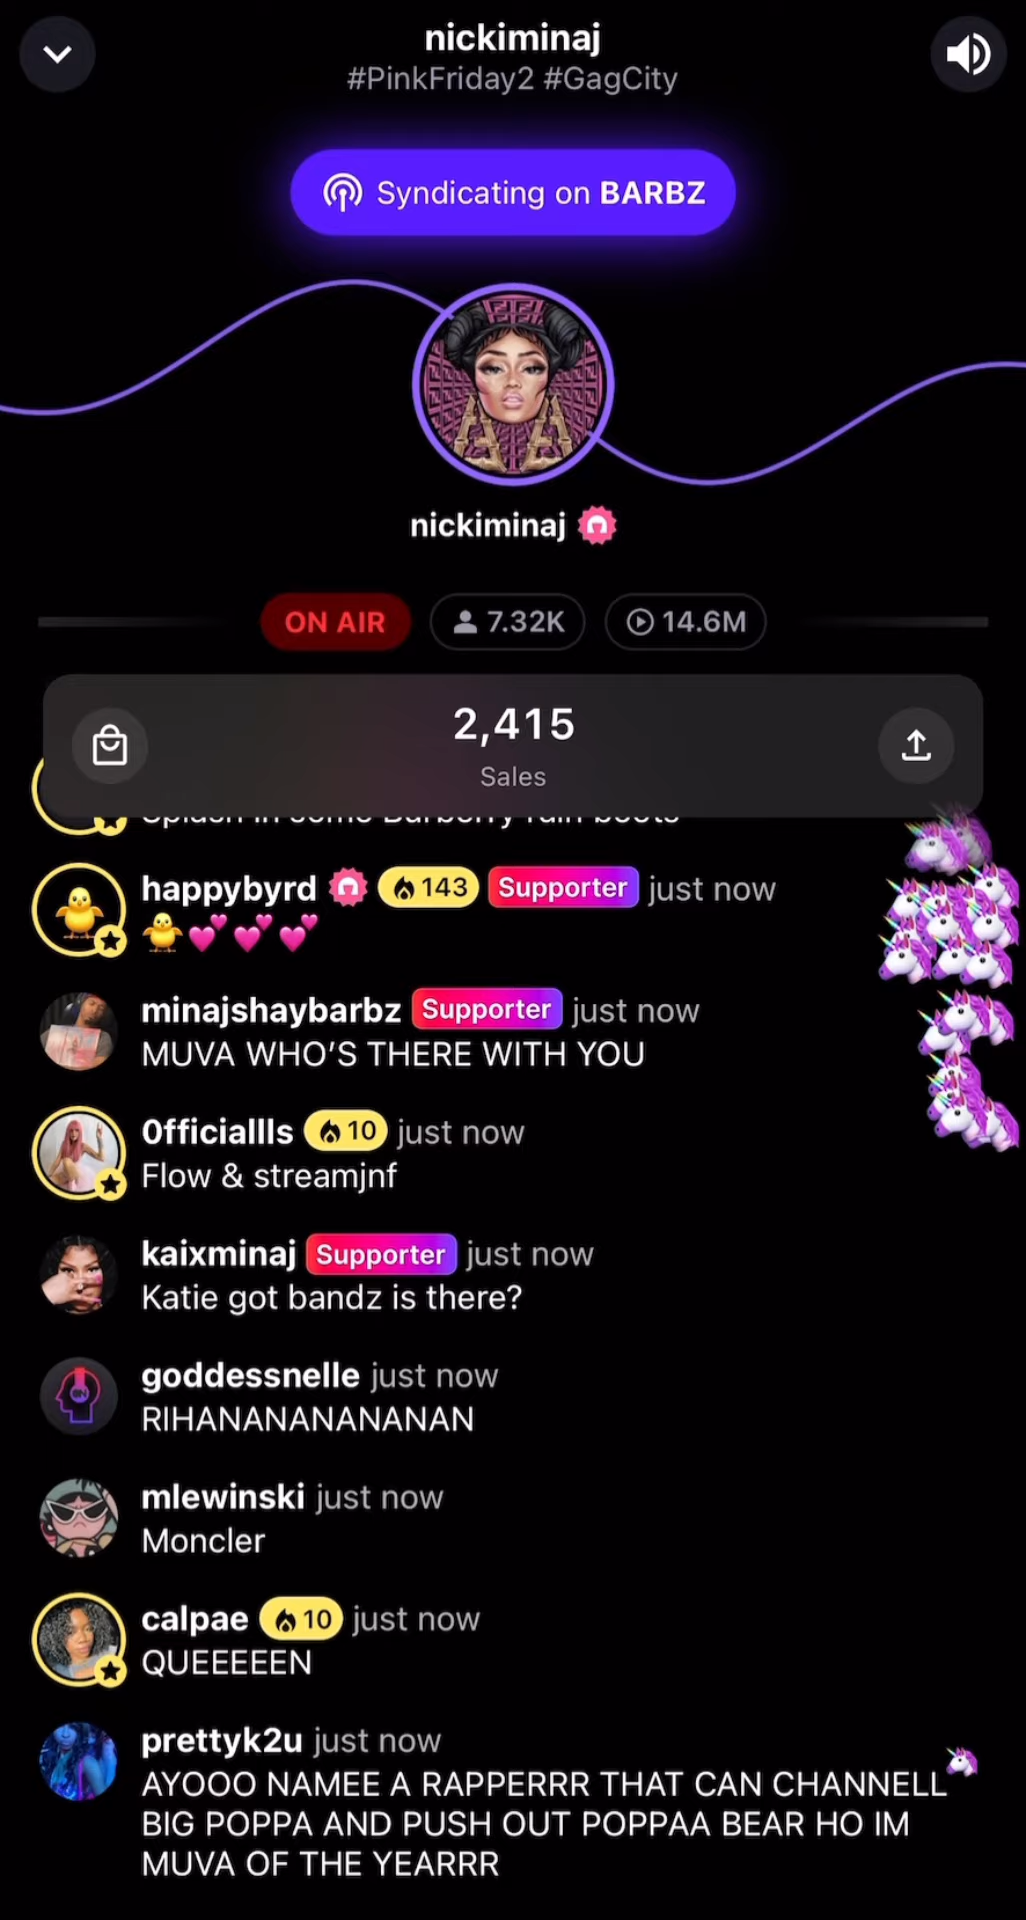 nickiminaj
#PinkFriday2 #GagCity
Syndicating on BARBZ
nickiminaj
ON AIR 7.32K 14.6M
2,415
Sales
happybyrd 143 Supporter just now
🐥💕💕💕
minajshaybarbz Supporter just now
MUVA WHO’S THERE WITH YOU
0fficiallls 10 just now
Flow & streamjnf
kaixminaj Supporter just now
Katie got bandz is there?
goddessnelle just now
RIHANANANANANAN
mlewinski just now
Moncler
calpae 10 just now
QUEEEEEN
prettyk2u just now
AYOOO NAMEE A RAPPERRR THAT CAN CHANNELL
BIG POPPA AND PUSH OUT POPPAA BEAR HO IM
MUVA OF THE YEARRR